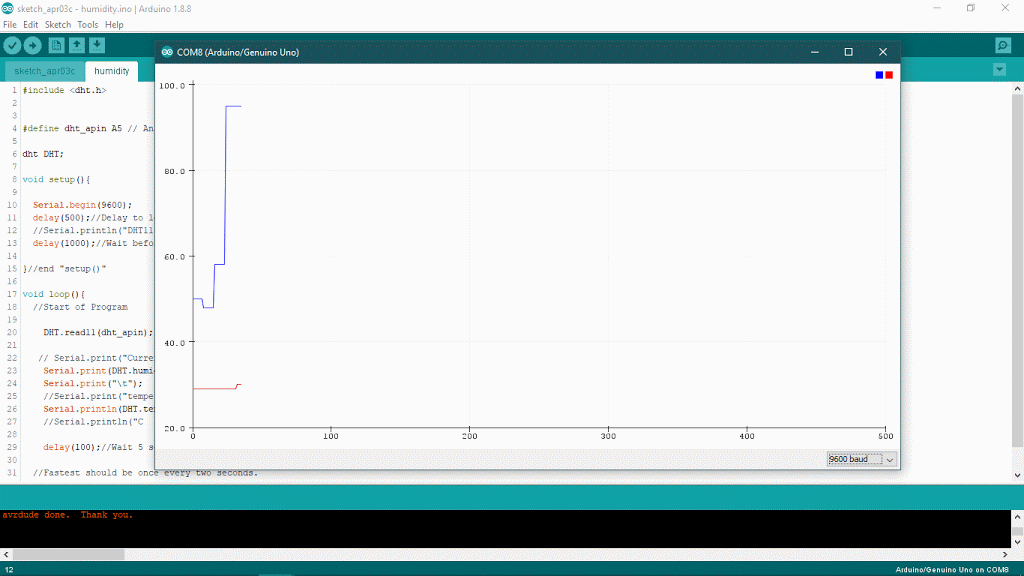 sketch_apr03c - humidity.ino | Arduino 1.8.8
File Edit Sketch Tools Help
COM8 (Arduino/Genuino Uno)
sketch_apr03c humidity
100.0
80.0
60.0
40.0
20.0
0 100 200 300 400 500
9600 baud
1 #include <dht.h>
2
3
4 #define dht_apin A5 // An
5
6 dht DHT;
7
8 void setup(){
9
10 Serial.begin(9600);
11 delay(500);//Delay to l
12 //Serial.println("DHT11
13 delay(1000);//Wait befo
14
15 }//end "setup()"
16
17 void loop(){
18 //Start of Program
19
20 DHT.read11(dht_apin);
21
22 // Serial.print("Curre
23 Serial.print(DHT.humi
24 Serial.print("\t");
25 //Serial.print("tempe
26 Serial.println(DHT.te
27 //Serial.println("C
28
29 delay(100);//Wait 5 s
30
31 //Fastest should be once every two seconds.
avrdude done.  Thank you.
12
Arduino/Genuino Uno on COM8